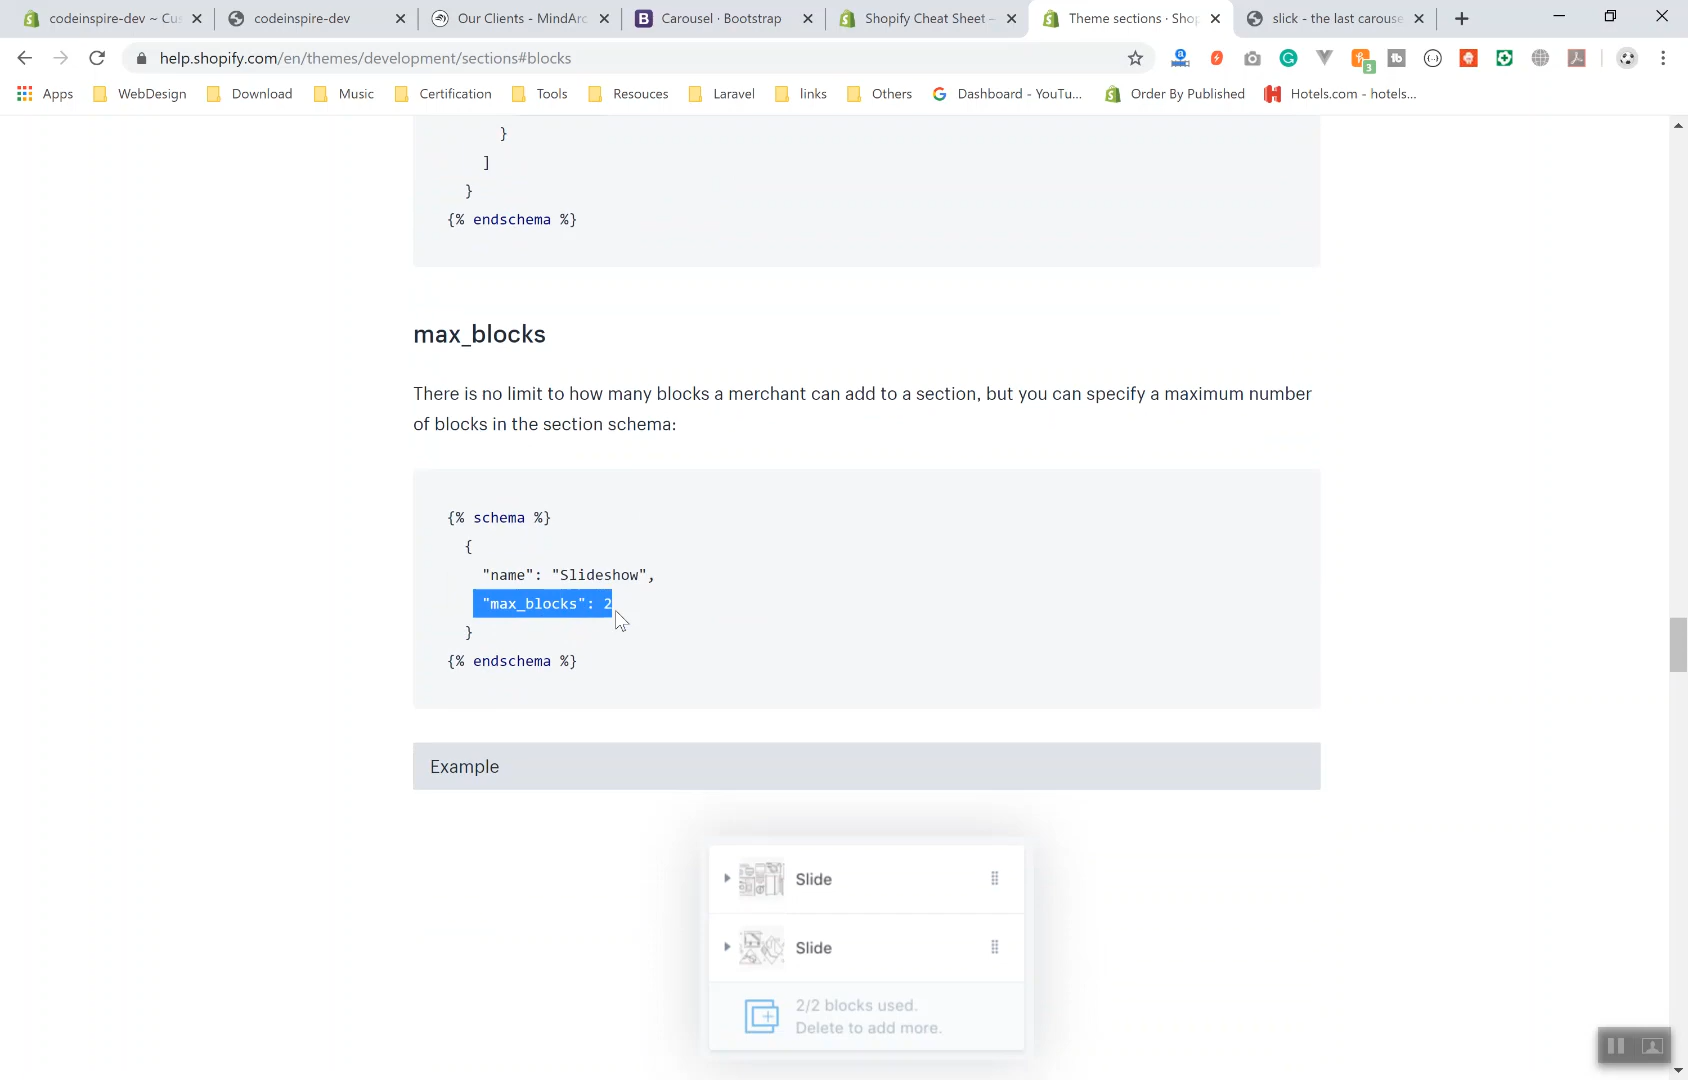 codeinspire-dev ~ Cus
codeinspire-dev
Our Clients - MindArc
Carousel · Bootstrap
Shopify Cheat Sheet –
Theme sections · Shop
slick - the last carouse
help.shopify.com/en/themes/development/sections#blocks
3
Apps
WebDesign
Download
Music
Certification
Tools
Resouces
Laravel
links
Others
Dashboard - YouTu...
Order By Published
Hotels.com - hotels...
}
]
}
{% endschema %}
max_blocks
There is no limit to how many blocks a merchant can add to a section, but you can specify a maximum number
of blocks in the section schema:
{% schema %}
{
"name": "Slideshow",
"max_blocks": 2
}
{% endschema %}
Example
Slide
Slide
2/2 blocks used.
Delete to add more.